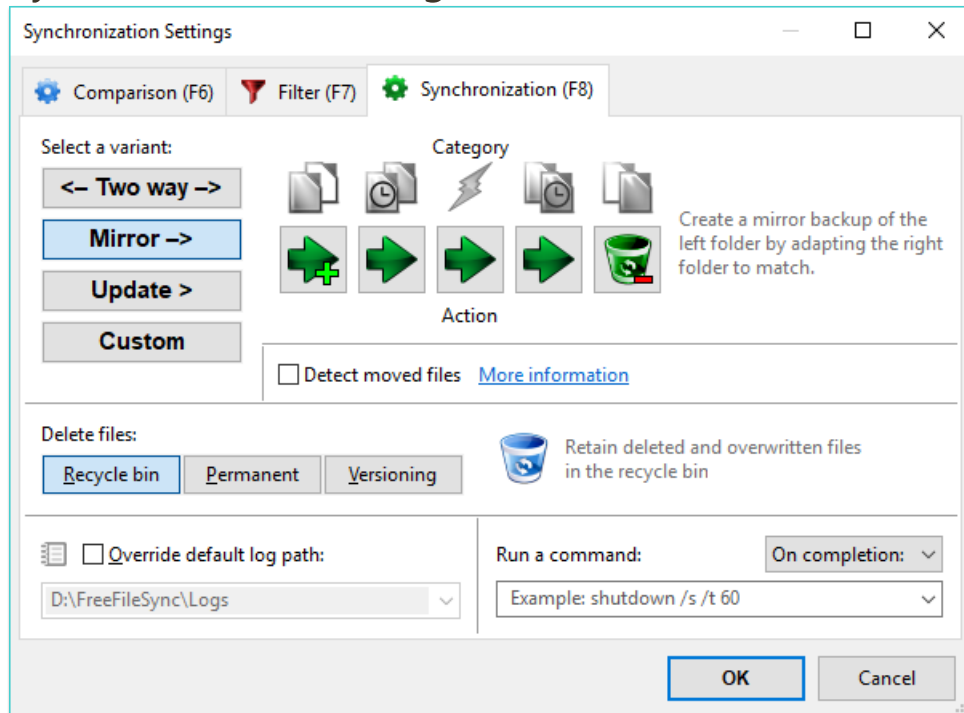 Synchronization Settings
Comparison (F6)
Filter (F7)
Synchronization (F8)
Select a variant:
Category
<– Two way –>
Mirror –>
Update >
Custom
Create a mirror backup of the
left folder by adapting the right
folder to match.
Action
Detect moved files
More information
Delete files:
Recycle bin
Permanent
Versioning
Retain deleted and overwritten files
in the recycle bin
Override default log path:
D:\FreeFileSync\Logs
Run a command:
On completion:
Example: shutdown /s /t 60
OK
Cancel